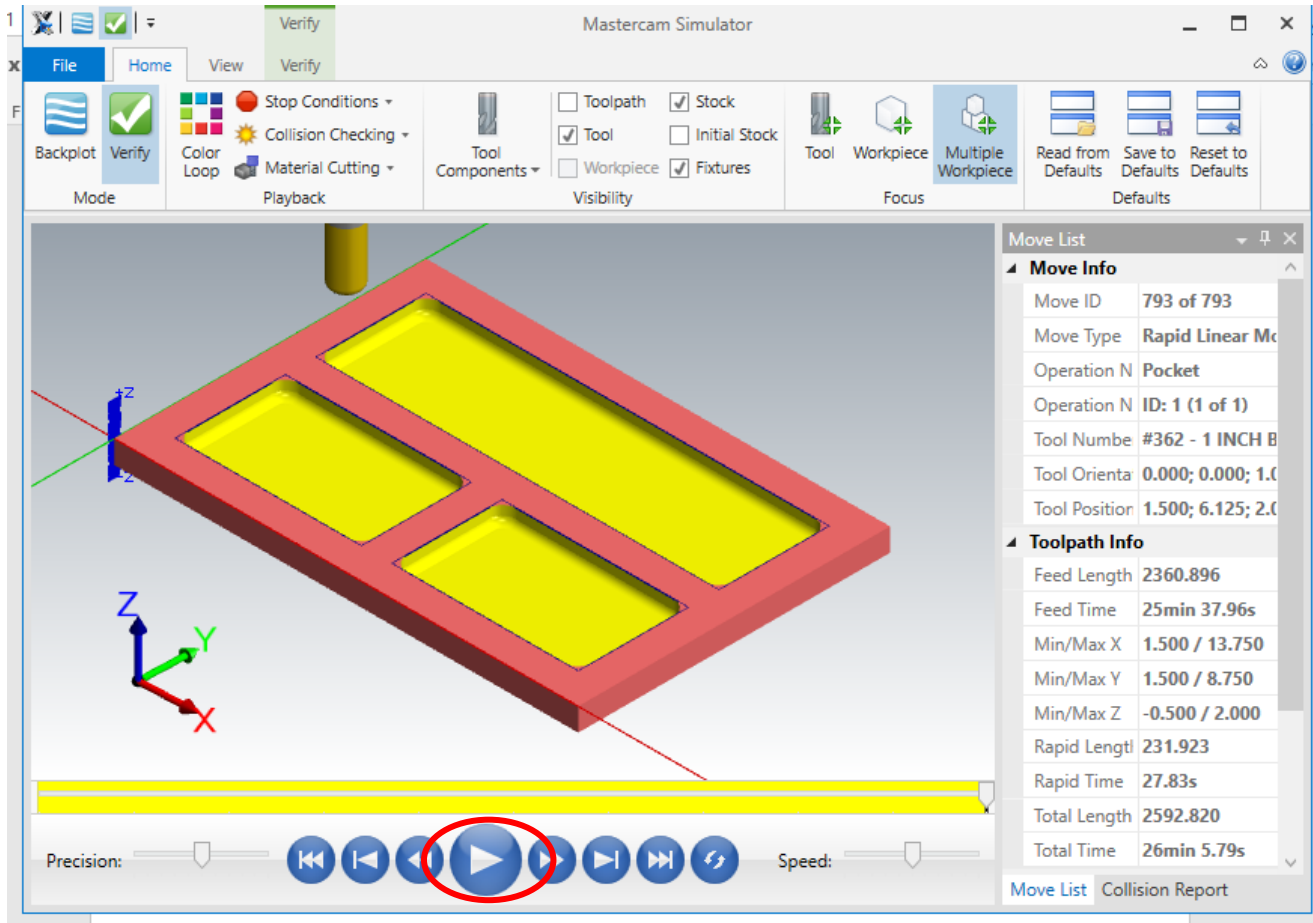 1
Verify
Mastercam Simulator
x
File Home View Verify
F
Stop Conditions
Collision Checking
Material Cutting
Backplot Verify
Color Loop
Tool Components
Toolpath Stock
Tool Initial Stock
Workpiece Fixtures
Tool Workpiece Multiple Workpiece
Read from Defaults Save to Defaults Reset to Defaults
Mode Playback Visibility Focus Defaults
Move List
Move Info
Move ID 793 of 793
Move Type Rapid Linear Mo
Operation N Pocket
Operation N ID: 1 (1 of 1)
Tool Numbe #362 - 1 INCH B
Tool Orienta 0.000; 0.000; 1.0
Tool Position 1.500; 6.125; 2.0
Toolpath Info
Feed Length 2360.896
Feed Time 25min 37.96s
Min/Max X 1.500 / 13.750
Min/Max Y 1.500 / 8.750
Min/Max Z -0.500 / 2.000
Rapid Lengtl 231.923
Rapid Time 27.83s
Total Length 2592.820
Total Time 26min 5.79s
+Z
-Z
Z
Y
X
Precision:
Speed:
Move List Collision Report